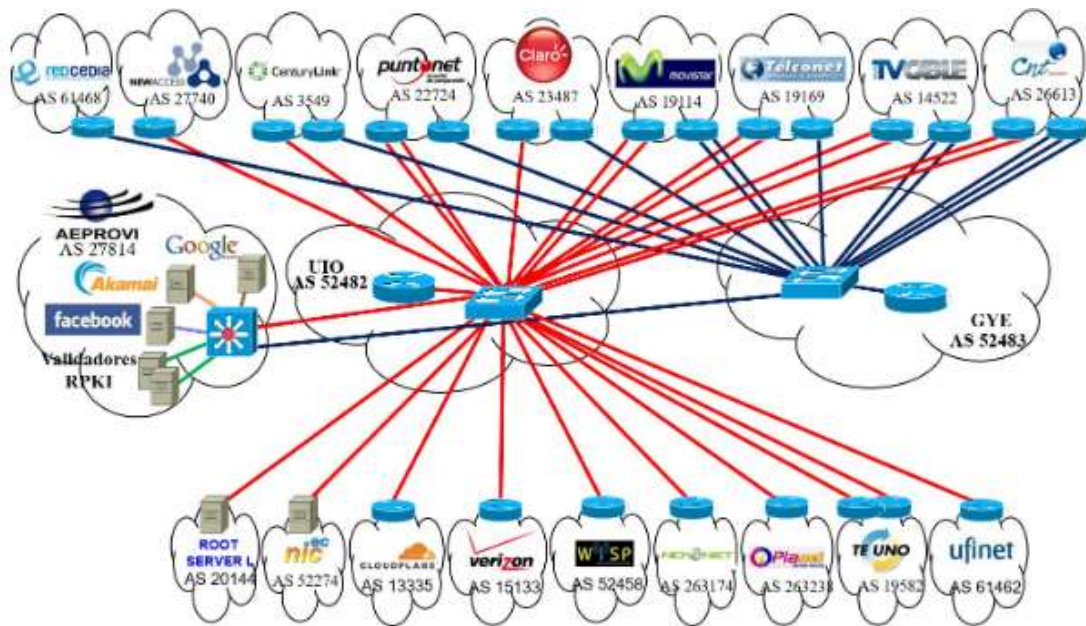 redcedia
AS 61468
NEWACCESS
AS 27740
CenturyLink
AS 3549
puntonet
AS 22724
Claro
AS 23487
movistar
AS 19114
Telconet
AS 19169
TVCABLE
AS 14522
Cnt
AS 26613
AEPROVI
AS 27814
Google
Akamai
facebook
Validadores
RPKI
UIO
AS 52482
GYE
AS 52483
ROOT
SERVER L
AS 20144
nic ec
AS 52274
CLOUDFLARE
AS 13335
verizon
AS 15133
WISP
AS 52458
AS 263174
AS 263238
TE UNO
AS 19582
ufinet
AS 61462